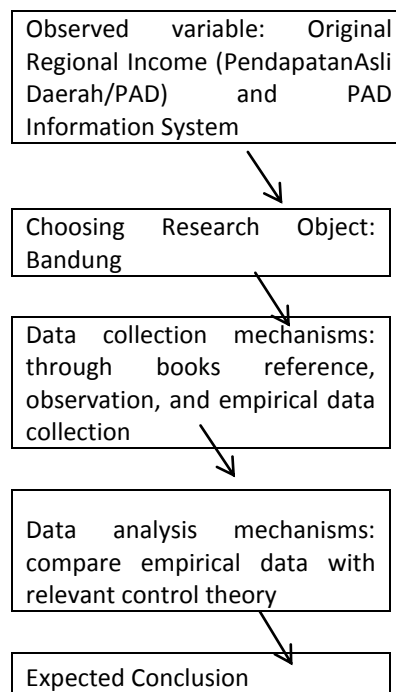 Observed variable: Original
Regional Income (PendapatanAsli
Daerah/PAD) and PAD
Information System
Choosing Research Object:
Bandung
Data collection mechanisms:
through books reference,
observation, and empirical data
collection
Data analysis mechanisms:
compare empirical data with
relevant control theory
Expected Conclusion